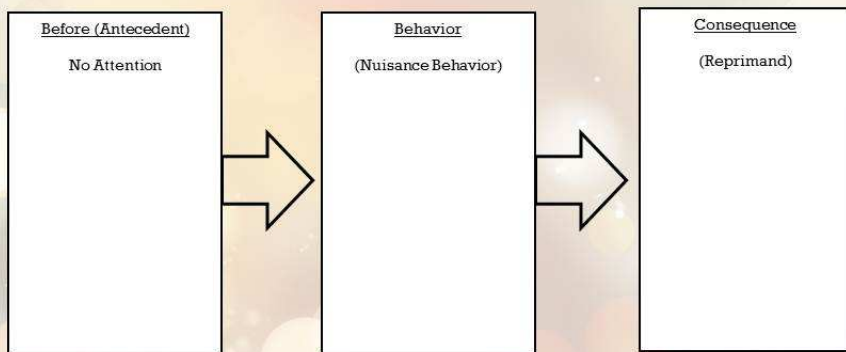 Before (Antecedent)
No Attention
Behavior
(Nuisance Behavior)
Consequence
(Reprimand)